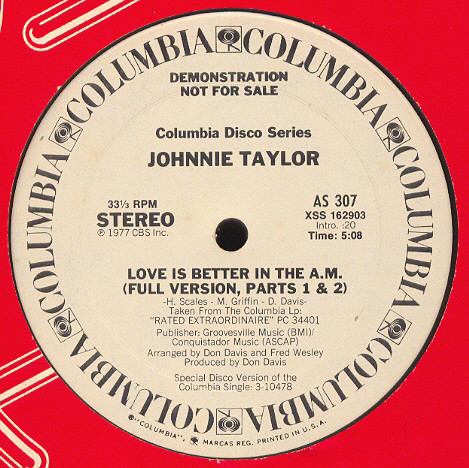 COLUMBIA COLUMBIA COLUMBIA COLUMBIA COLUMBIA COLUMBIA
DEMONSTRATION
NOT FOR SALE
Columbia Disco Series
JOHNNIE TAYLOR
33⅓ RPM
STEREO
℗ 1977 CBS Inc.
AS 307
XSS 162903
Intro. :20
Time: 5:08
LOVE IS BETTER IN THE A.M.
(FULL VERSION, PARTS 1 & 2)
-H. Scales - M. Griffin - D. Davis-
Taken From The Columbia Lp:
"RATED EXTRAORDINAIRE" PC 34401
Publisher: Groovesville Music (BMI)/
Conquistador Music (ASCAP)
Arranged by Don Davis and Fred Wesley
Produced by Don Davis
Special Disco Version of the
Columbia Single: 3-10478
® "COLUMBIA", MARCAS REG. PRINTED IN U.S.A.